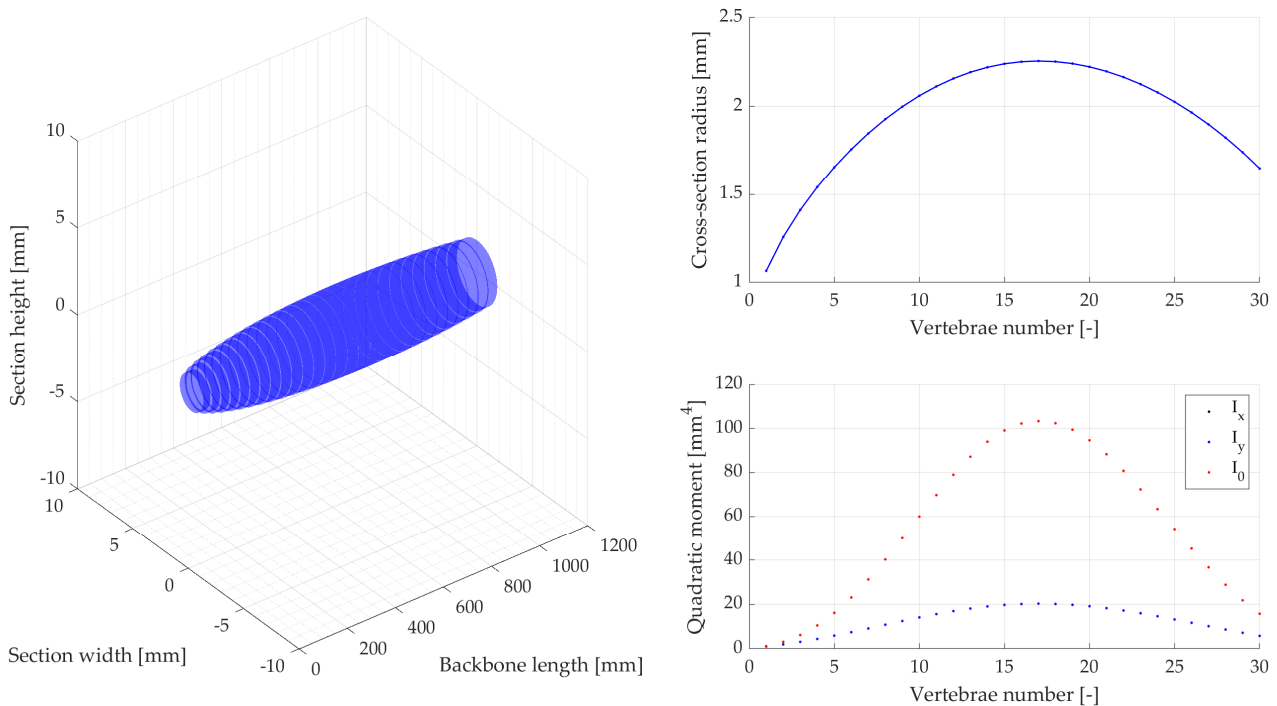 10
5
0
-5
-10
Section height [mm]
10
5
0
-5
-10
Section width [mm]
0
200
400
600
800
1000
1200
Backbone length [mm]
2.5
2
1.5
1
Cross-section radius [mm]
0 5 10 15 20 25 30
Vertebrae number [-]
120
100
80
60
40
20
0
Quadratic moment [mm⁴]
I_x
I_y
I_0
0 5 10 15 20 25 30
Vertebrae number [-]